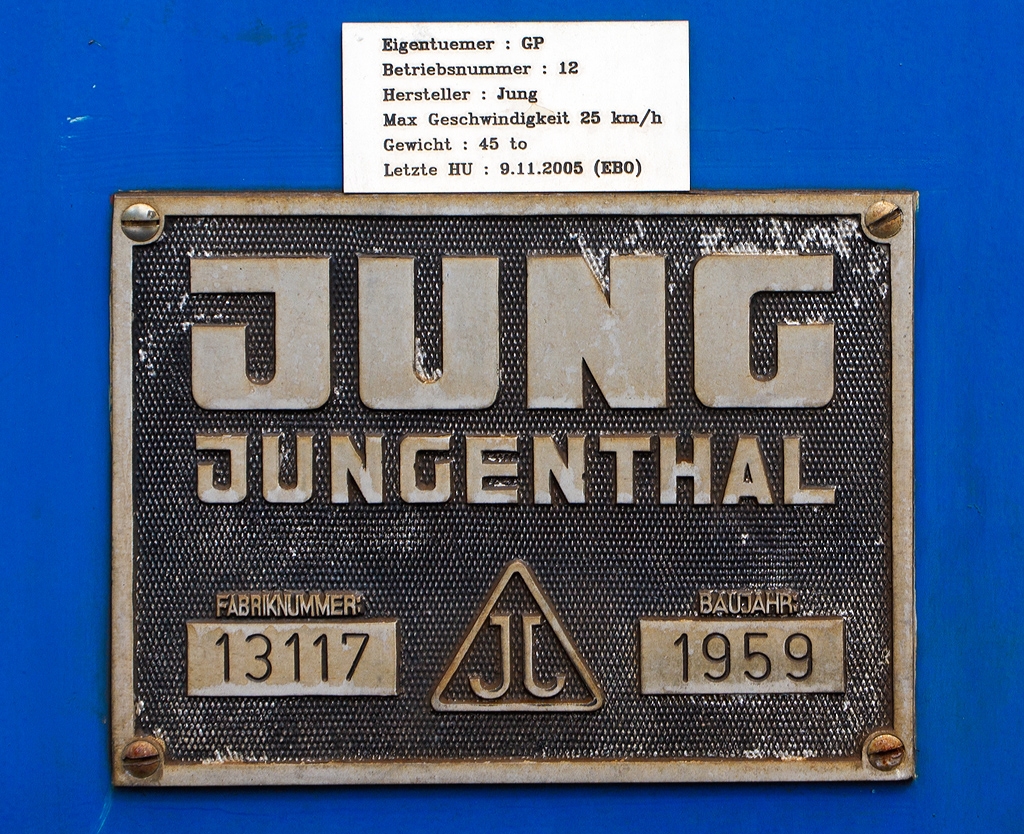 Eigentuemer : GP
Betriebsnummer : 12
Hersteller : Jung
Max Geschwindigkeit 25 km/h
Gewicht : 45 to
Letzte HU : 9.11.2005 (EBO)
JUNG
JUNGENTHAL
FABRIKNUMMER:
13117
JJ
BAUJAHR:
1959